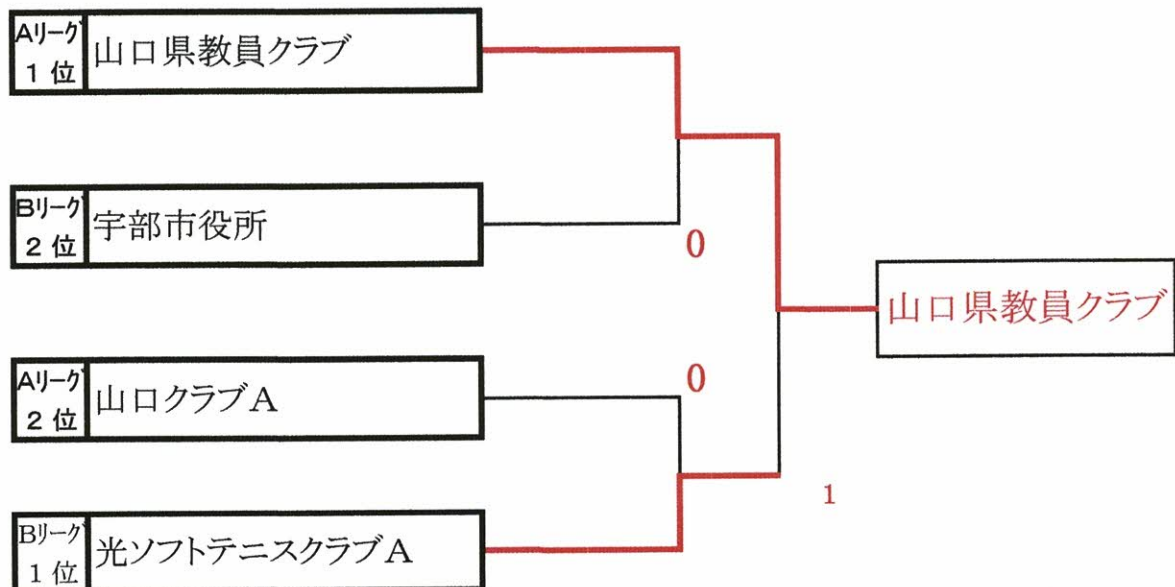 Aリーグ
1 位
山口県教員クラブ
Bリーグ
2 位
宇部市役所
0
山口県教員クラブ
Aリーグ
2 位
山口クラブA
0
1
Bリーグ
1 位
光ソフトテニスクラブA